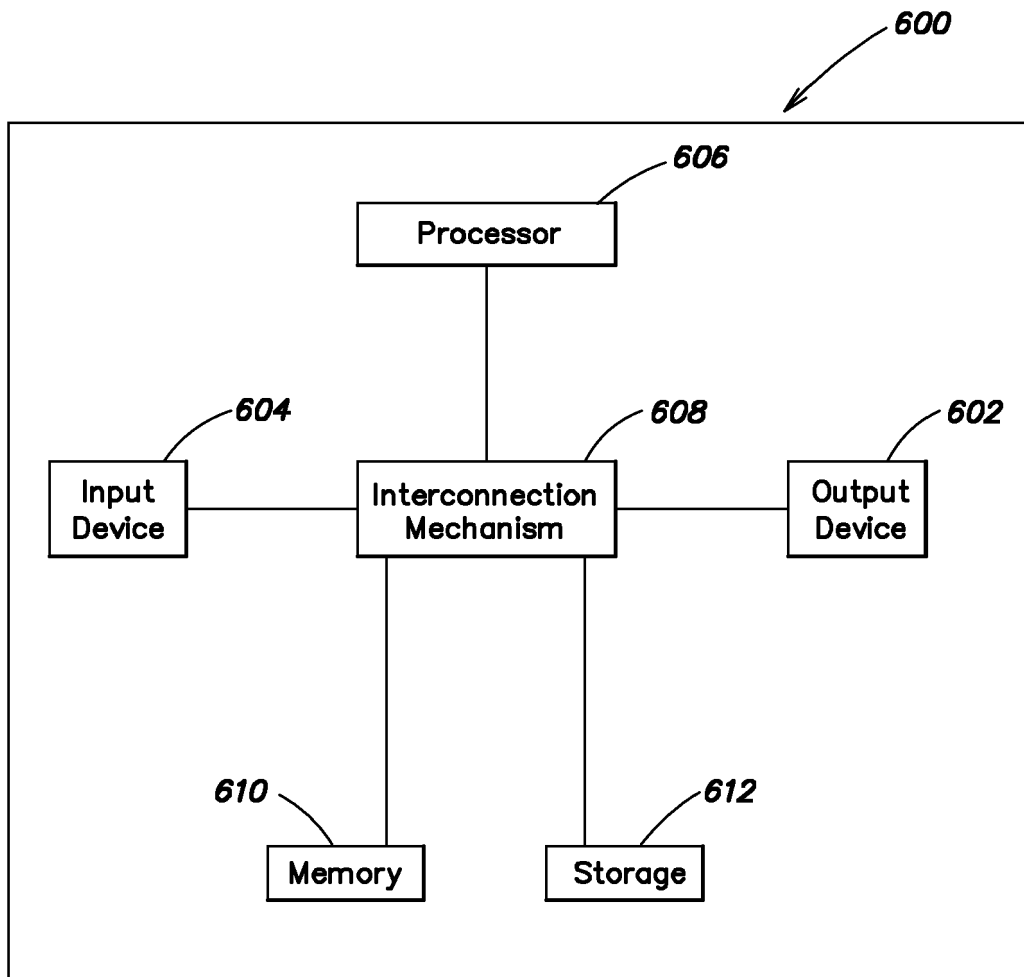 600
606
Processor
604
608
602
Input
Device
Interconnection
Mechanism
Output
Device
610
612
Memory
Storage